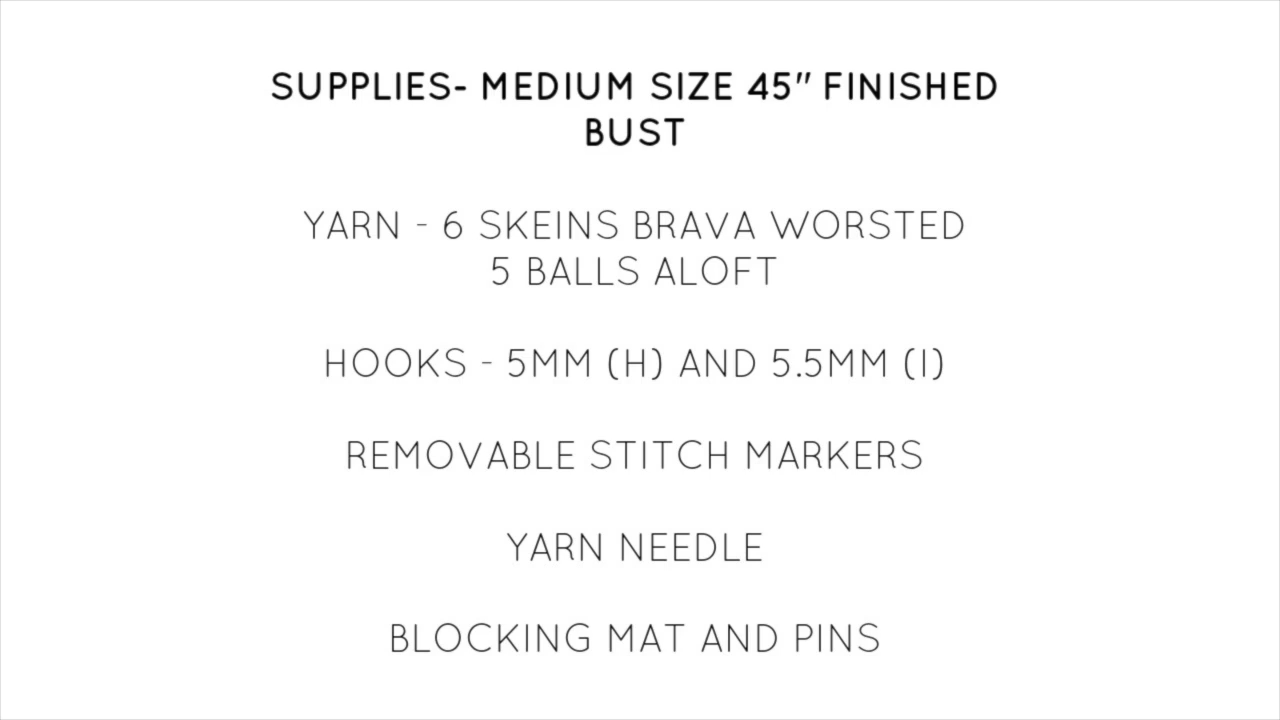 SUPPLIES- MEDIUM SIZE 45" FINISHED
BUST
YARN - 6 SKEINS BRAVA WORSTED
5 BALLS ALOFT
HOOKS - 5MM (H) AND 5.5MM (I)
REMOVABLE STITCH MARKERS
YARN NEEDLE
BLOCKING MAT AND PINS